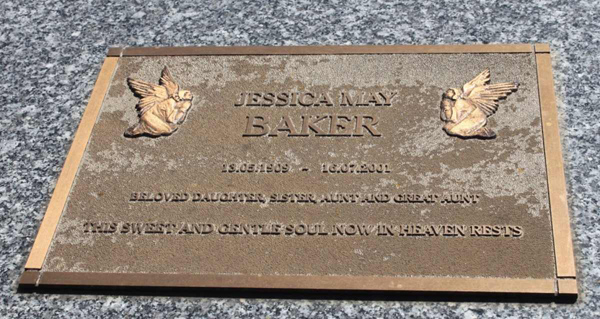 JESSICA MAY
BAKER
13.05.1909 - 16.07.2001
BELOVED DAUGHTER, SISTER, AUNT AND GREAT AUNT
THIS SWEET AND GENTLE SOUL NOW IN HEAVEN RESTS